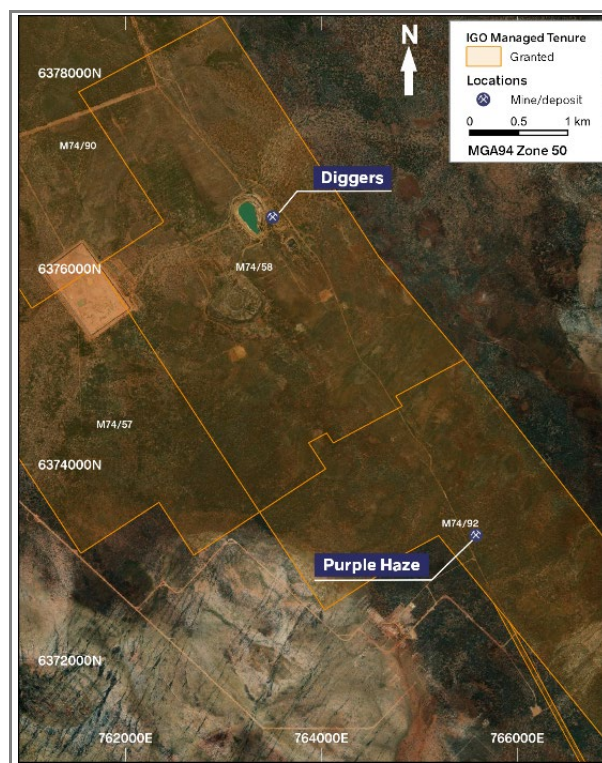 IGO Managed Tenure
Granted
Locations
Mine/deposit
0 0.5 1 km
MGA94 Zone 50
N
6378000N
M74/90
Diggers
6376000N
M74/58
M74/57
6374000N
M74/92
Purple Haze
6372000N
762000E 764000E 766000E